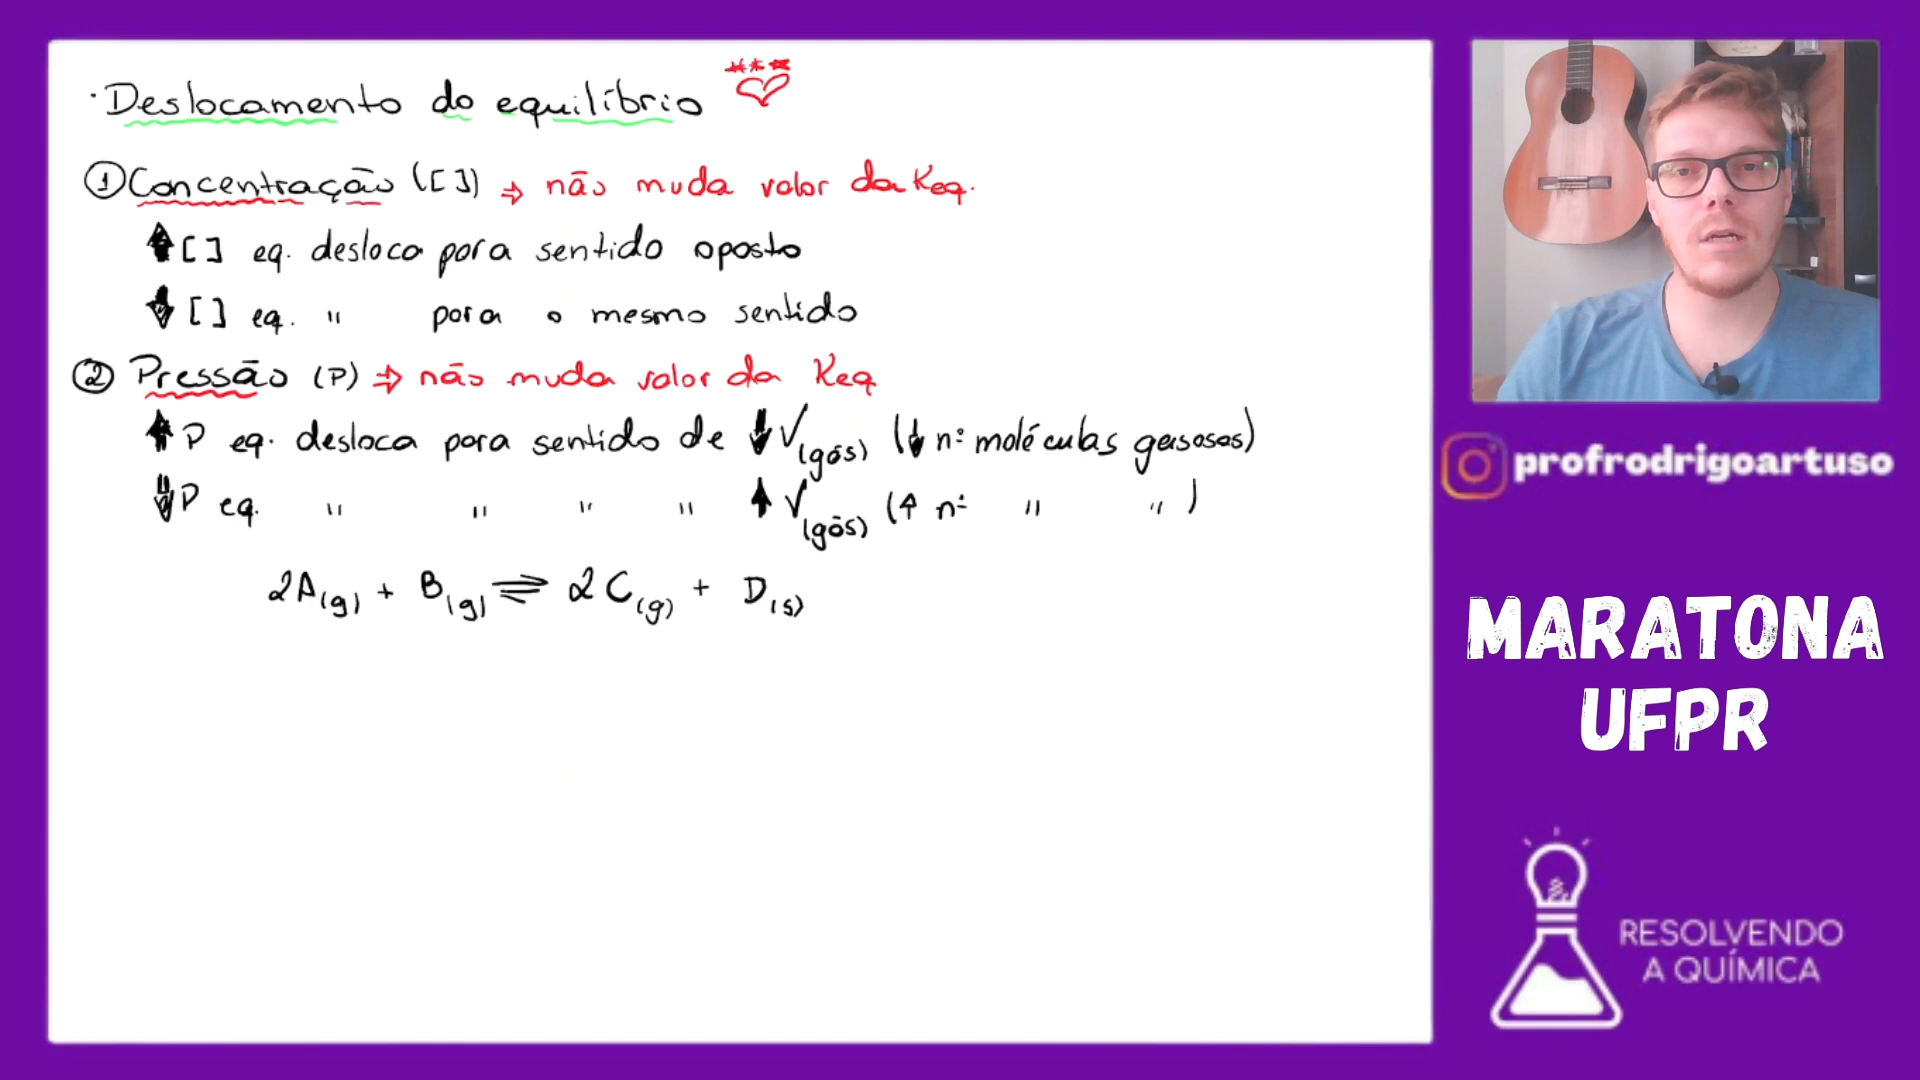 · Deslocamento do equilíbrio
① Concentração ([ ]) ⇒ não muda valor da Keq.
↑ [ ] eq. desloca para sentido oposto
↓ [ ] eq. " para o mesmo sentido
② Pressão (P) ⇒ não muda valor da Keq
↑ P eq. desloca para sentido de ↓ V(gás) (↓ nº moléculas gasosas)
↓ P eq. " " " " ↑ V(gás) (↑ nº " ")
2A(g) + B(g) ⇌ 2C(g) + D(s)
profrodrigoartuso
MARATONA
UFPR
RESOLVENDO
A QUÍMICA